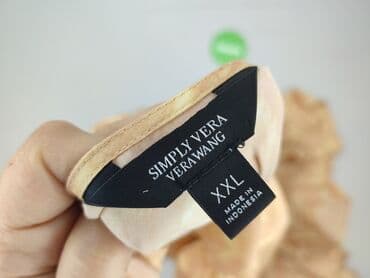 SIMPLY VERA
VERAWANG
XXL
MADE IN
INDONESIA